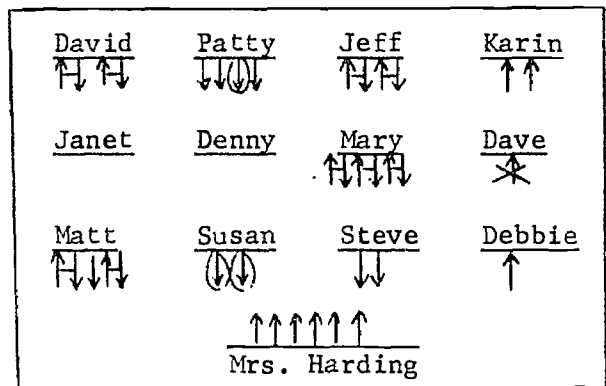 David Patty Jeff Karin
Janet Denny Mary Dave
Matt Susan Steve Debbie
Mrs. Harding